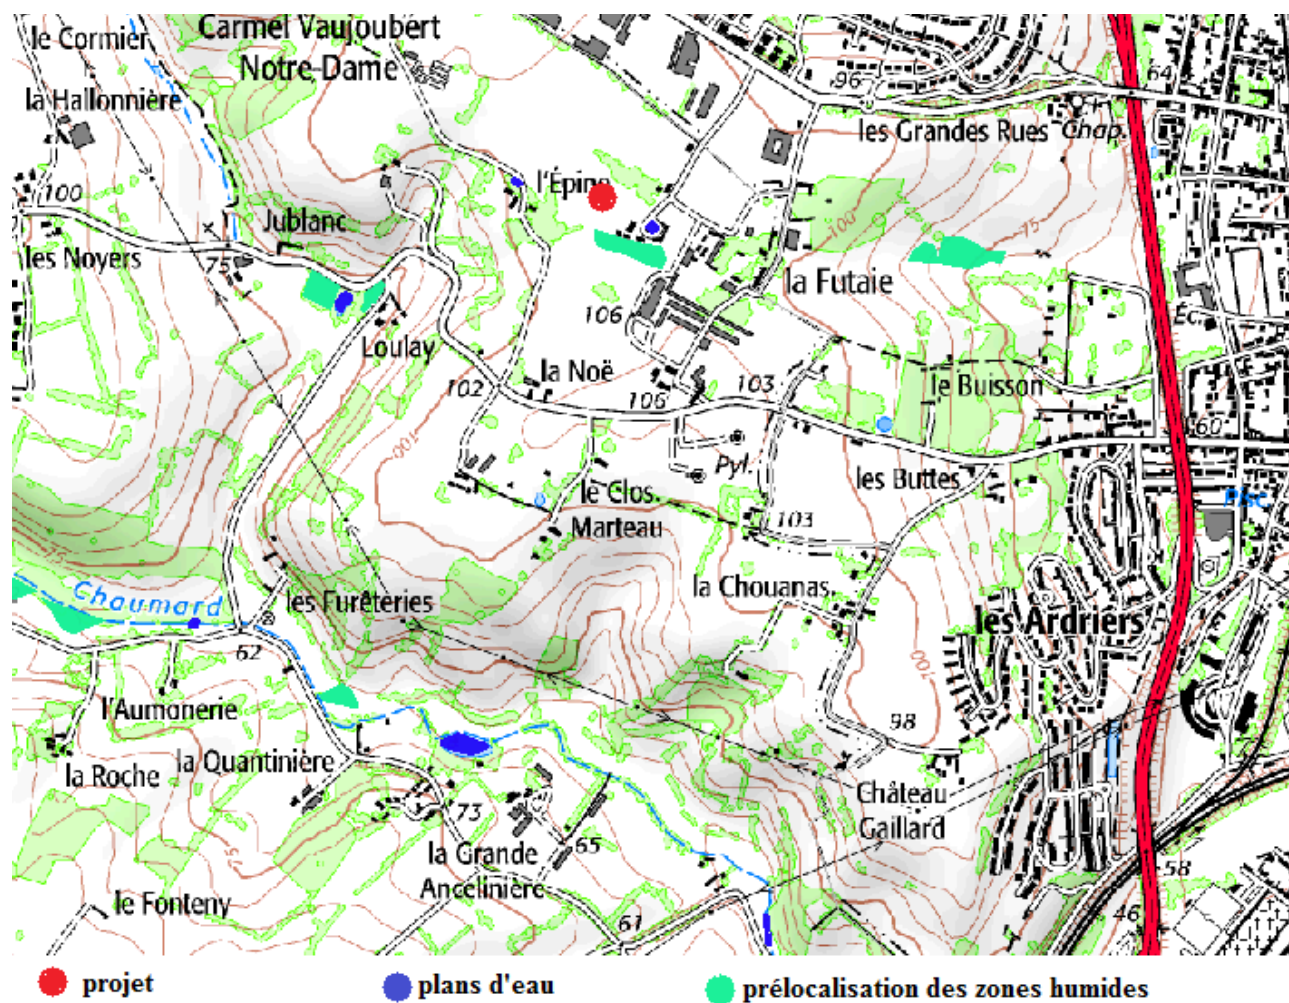 Carmel Vaujoubert
Notre-Dame
le Cormier
la Hallonnière
96
64
les Grandes Rues
Chap.
100
l'Épine
Jublanc
les Noyers
75
100
75
la Futaie
106
Éc.
Loulay
la Noë
102
106
103
le Buisson
100
60
Pyl.
les Buttes
Pisc.
le Clos.
Marteau
103
75
Chaumard
les Furêteries
la Chouanas.
les Ardriers
62
100
l'Aumonerie
98
la Roche
la Quantinière
Château
Gaillard
73
75
65
la Grande
Ancelinière
58
le Fonteny
61
46
projet
plans d'eau
prélocalisation des zones humides